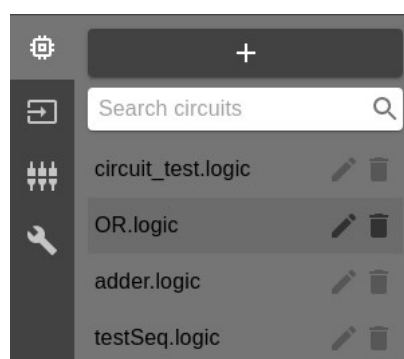 +
Search circuits
circuit_test.logic
OR.logic
adder.logic
testSeq.logic